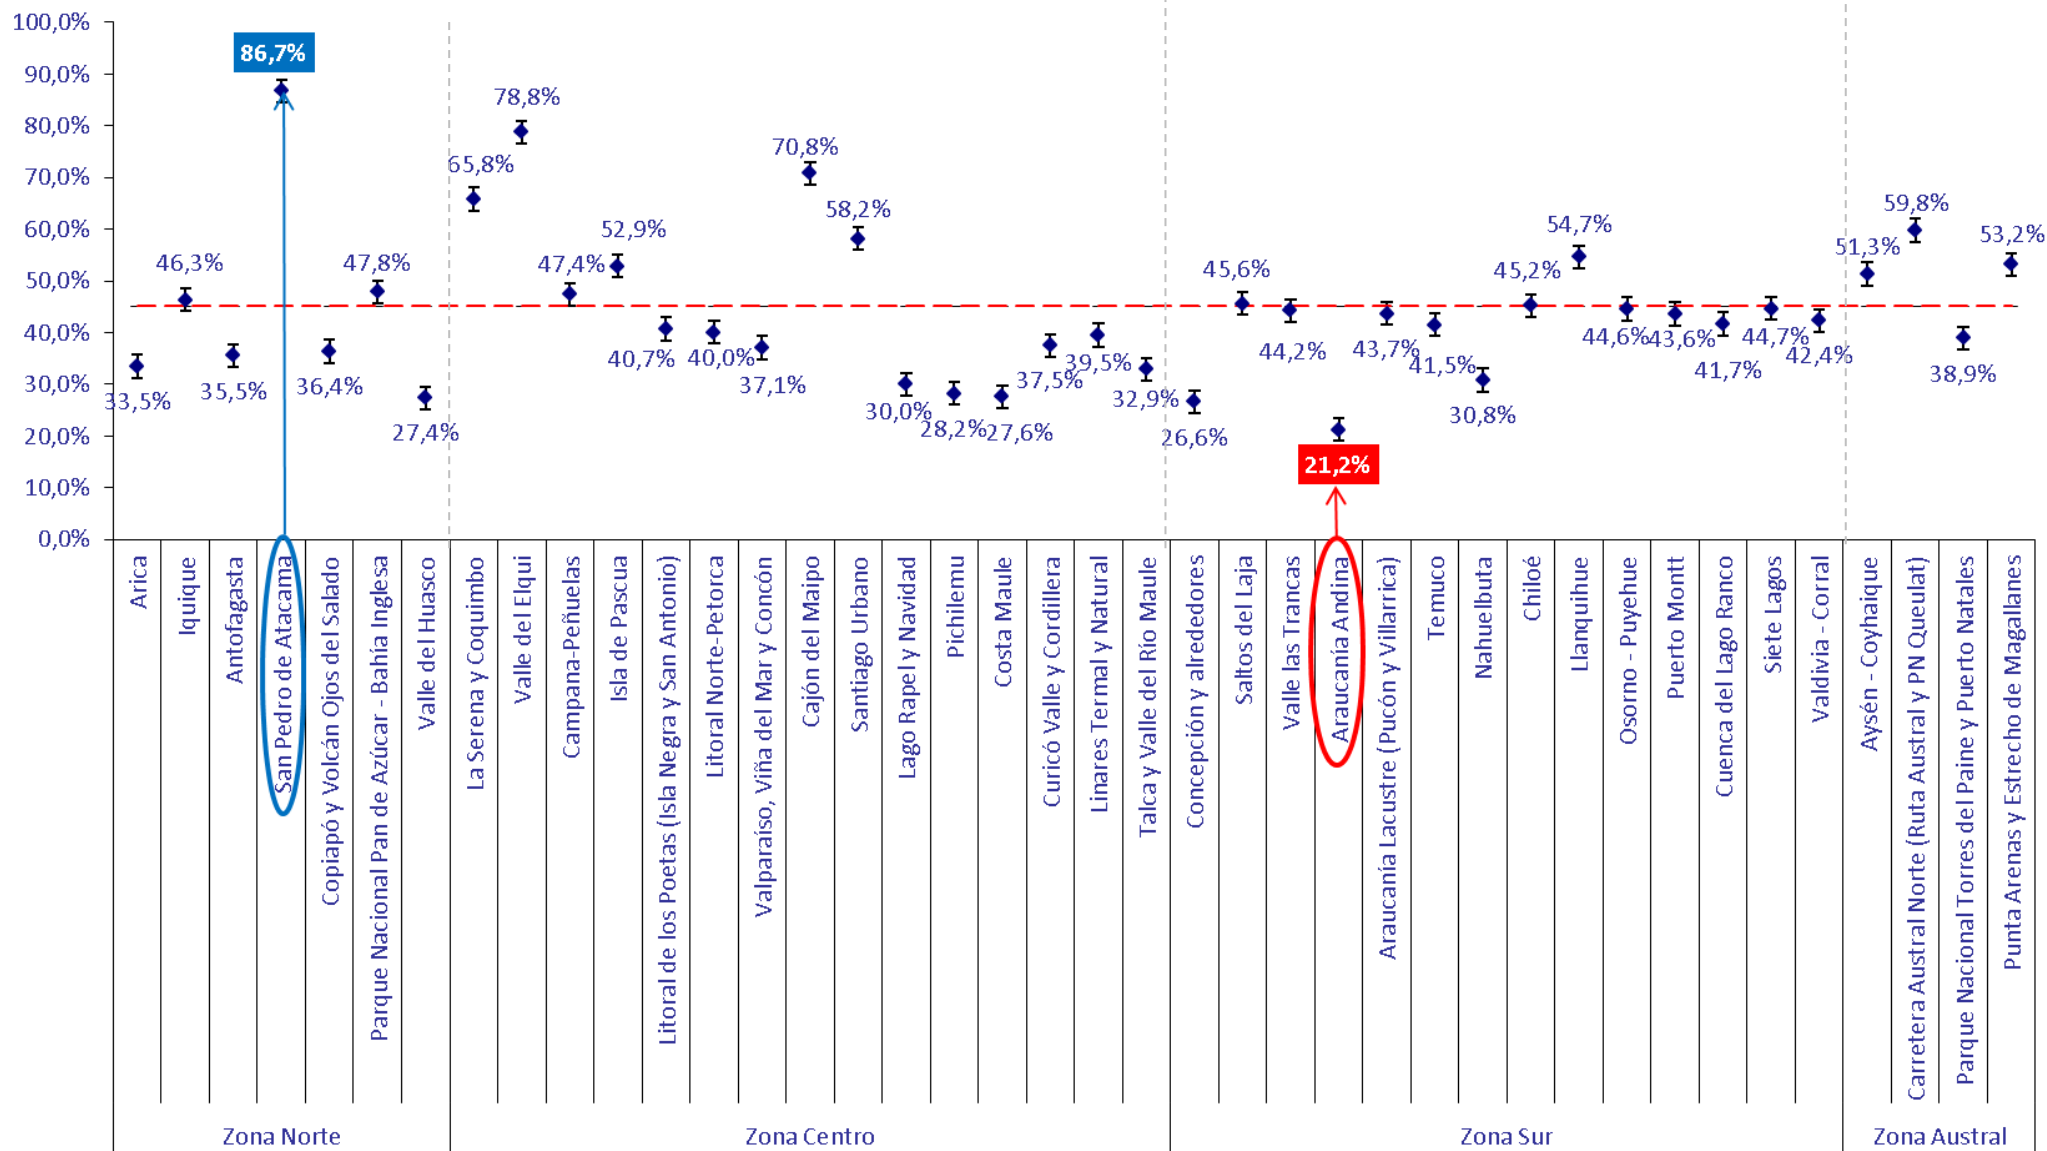 100,0%
90,0%
80,0%
70,0%
60,0%
50,0%
40,0%
30,0%
20,0%
10,0%
0,0%
33,5%
46,3%
35,5%
86,7%
36,4%
47,8%
27,4%
65,8%
78,8%
47,4%
52,9%
40,7%
40,0%
37,1%
70,8%
58,2%
30,0%
28,2%
27,6%
37,5%
39,5%
32,9%
26,6%
45,6%
44,2%
21,2%
43,7%
41,5%
30,8%
45,2%
54,7%
44,6%
43,6%
41,7%
44,7%
42,4%
51,3%
59,8%
38,9%
53,2%
Arica
Iquique
Antofagasta
San Pedro de Atacama
Copiapó y Volcán Ojos del Salado
Parque Nacional Pan de Azúcar - Bahía Inglesa
Valle del Huasco
La Serena y Coquimbo
Valle del Elqui
Campana-Peñuelas
Isla de Pascua
Litoral de los Poetas (Isla Negra y San Antonio)
Litoral Norte-Petorca
Valparaíso, Viña del Mar y Concón
Cajón del Maipo
Santiago Urbano
Lago Rapel y Navidad
Pichilemu
Costa Maule
Curicó Valle y Cordillera
Linares Termal y Natural
Talca y Valle del Río Maule
Concepción y alrededores
Saltos del Laja
Valle las Trancas
Araucanía Andina
Araucanía Lacustre (Pucón y Villarrica)
Temuco
Nahuelbuta
Chiloé
Llanquihue
Osorno - Puyehue
Puerto Montt
Cuenca del Lago Ranco
Siete Lagos
Valdivia - Corral
Aysén - Coyhaique
Carretera Austral Norte (Ruta Austral y PN Queulat)
Parque Nacional Torres del Paine y Puerto Natales
Punta Arenas y Estrecho de Magallanes
Zona Norte
Zona Centro
Zona Sur
Zona Austral